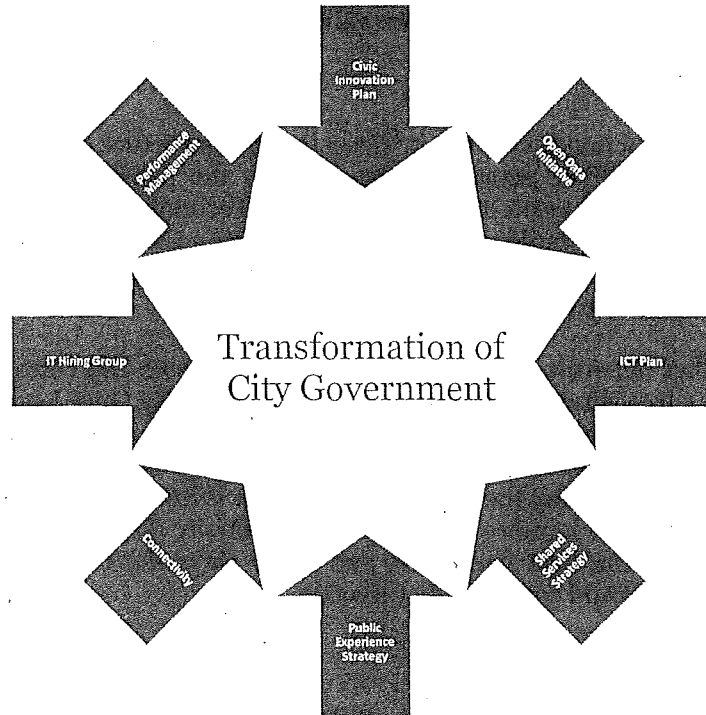 Civic
Innovation
Plan
Performance
Management
Open Data
Initiative
IT Hiring Group
Transformation of
City Government
ICT Plan
Connectivity
Shared
Services
Strategy
Public
Experience
Strategy